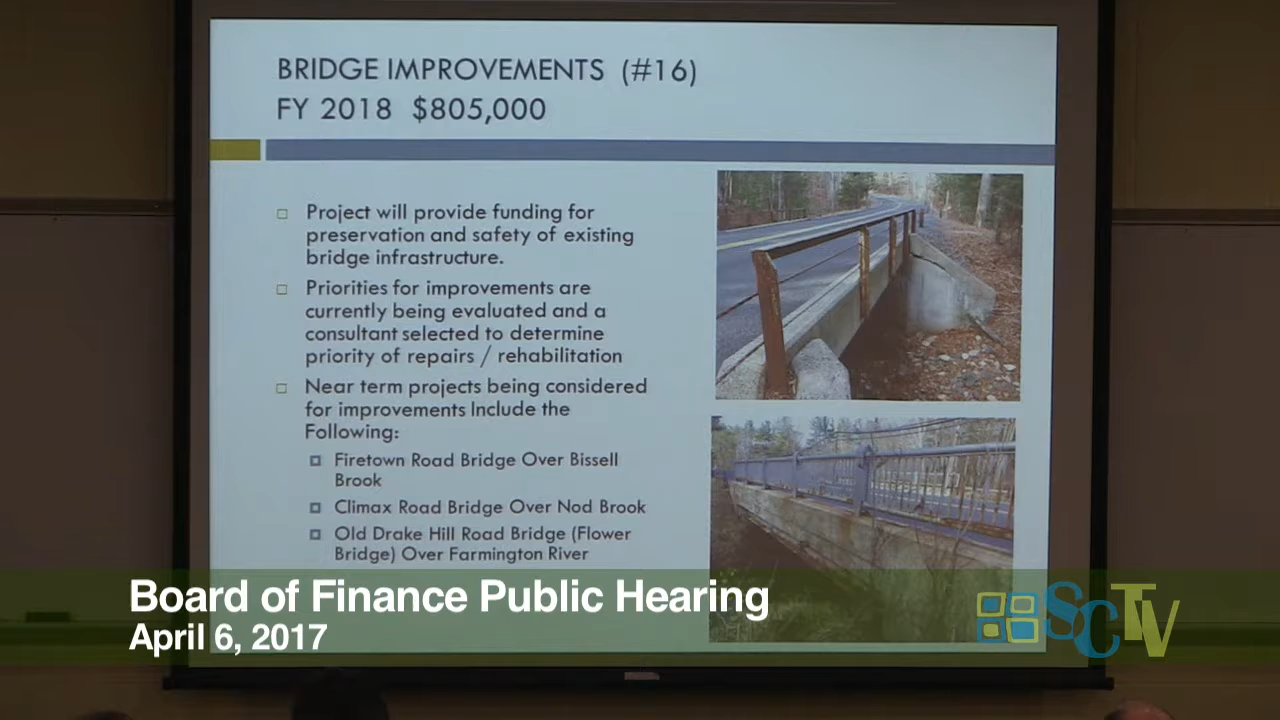 BRIDGE IMPROVEMENTS (#16)
FY 2018 $805,000
Project will provide funding for
preservation and safety of existing
bridge infrastructure.
Priorities for improvements are
currently being evaluated and a
consultant selected to determine
priority of repairs / rehabilitation
Near term projects being considered
for improvements Include the
Following:
Firetown Road Bridge Over Bissell
Brook
Climax Road Bridge Over Nod Brook
Old Drake Hill Road Bridge (Flower
Bridge) Over Farmington River
Board of Finance Public Hearing
April 6, 2017
SCTV